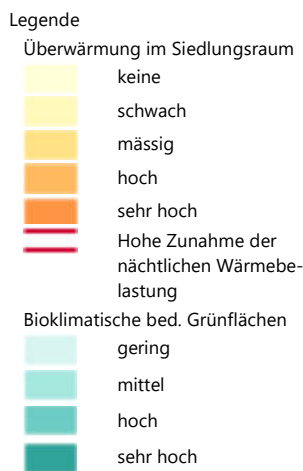 Legende
Überwärmung im Siedlungsraum
keine
schwach
mässig
hoch
sehr hoch
Hohe Zunahme der
nächtlichen Wärmebe-
lastung
Bioklimatische bed. Grünflächen
gering
mittel
hoch
sehr hoch